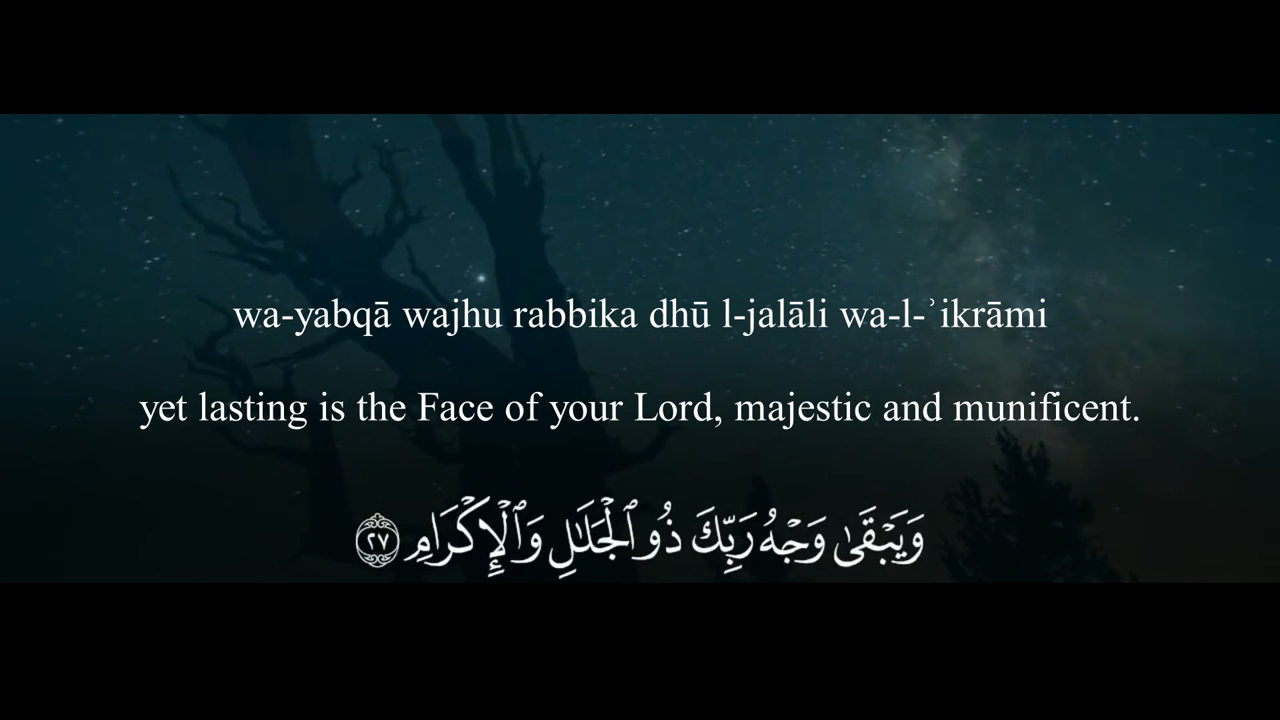 wa-yabqā wajhu rabbika dhū l-jalāli wa-l-ʾikrāmi
yet lasting is the Face of your Lord, majestic and munificent.
وَيَبْقَىٰ وَجْهُ رَبِّكَ ذُو ٱلْجَلَـٰلِ وَٱلْإِكْرَامِ ٢٧